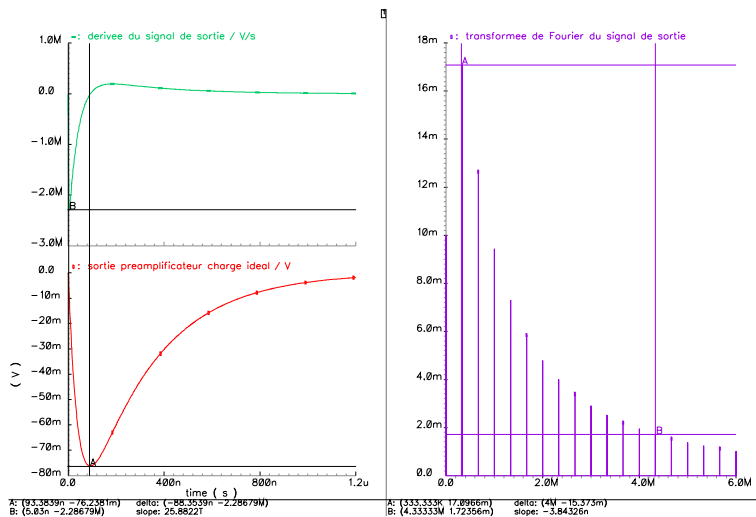 1
-: derivee du signal de sortie / V/s
1.0M
0.0
-1.0M
-2.0M
-3.0M
B
o: sortie preamplificateur charge ideal / V
0.0
-10m
-20m
-30m
-40m
-50m
-60m
-70m
-80m
( V )
A
0.0
400n
800n
1.2u
time ( s )
A: (93.3839n -76.2381m) delta: (-88.3539n -2.28679M)
B: (5.03n -2.28679M) slope: 25.8822T
o: transformee de Fourier du signal de sortie
18m
16m
14m
12m
10m
8.0m
6.0m
4.0m
2.0m
0.0
A
B
0.0
2.0M
4.0M
6.0M
A: (333.333K 17.0966m) delta: (4M -15.373m)
B: (4.33333M 1.72356m) slope: -3.84326n